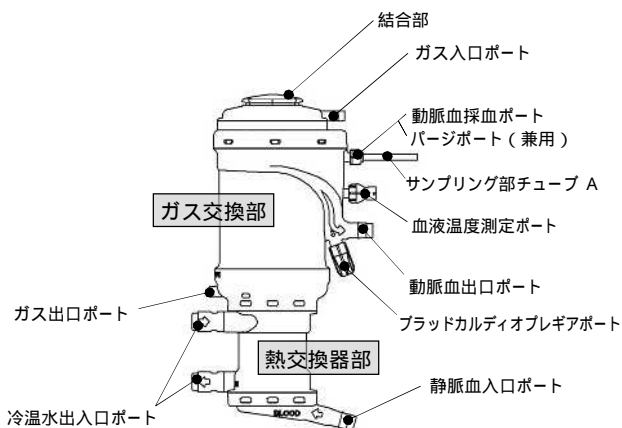 結合部
ガス入口ポート
動脈血採血ポート
パージポート（兼用）
サンプリング部チューブ A
ガス交換部
血液温度測定ポート
動脈血出口ポート
ガス出口ポート
ブラッドカルディオプレギアポート
熱交換器部
静脈血入口ポート
冷温水出入口ポート
BLOOD